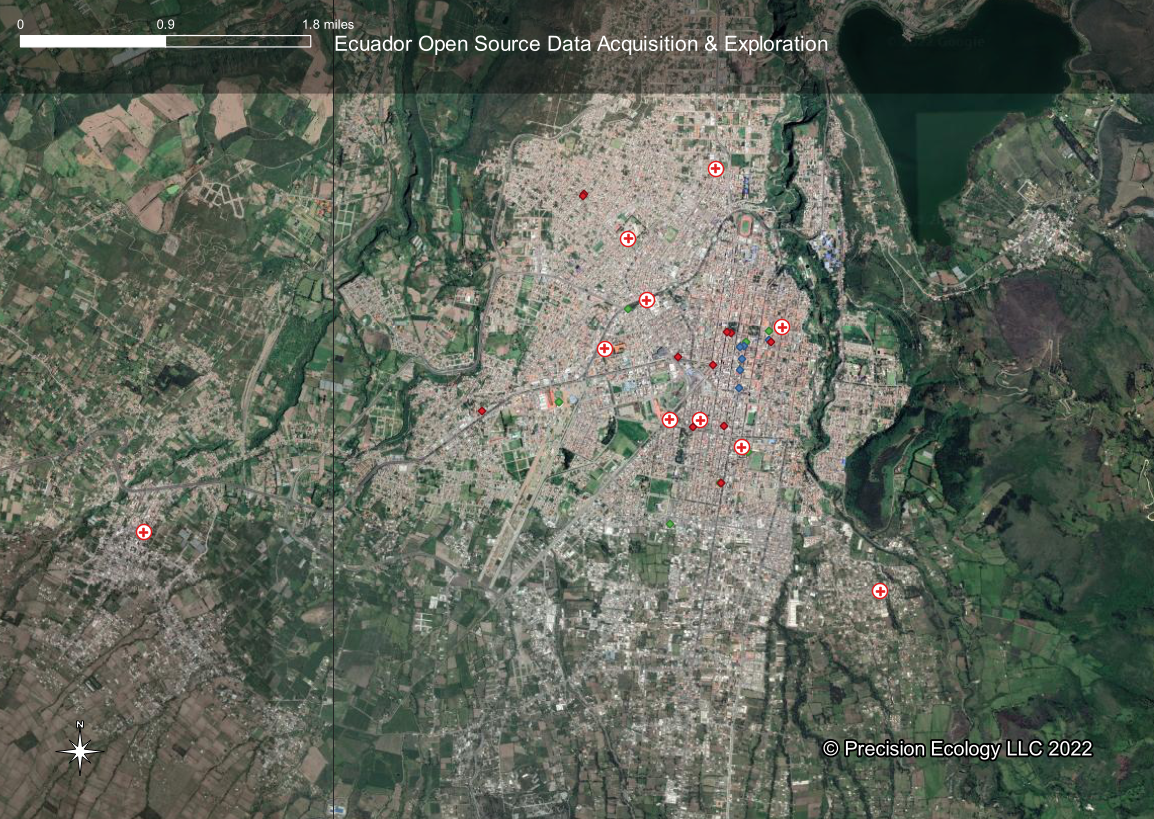 0 0.9 1.8 miles
Ecuador Open Source Data Acquisition & Exploration
N
© Precision Ecology LLC 2022